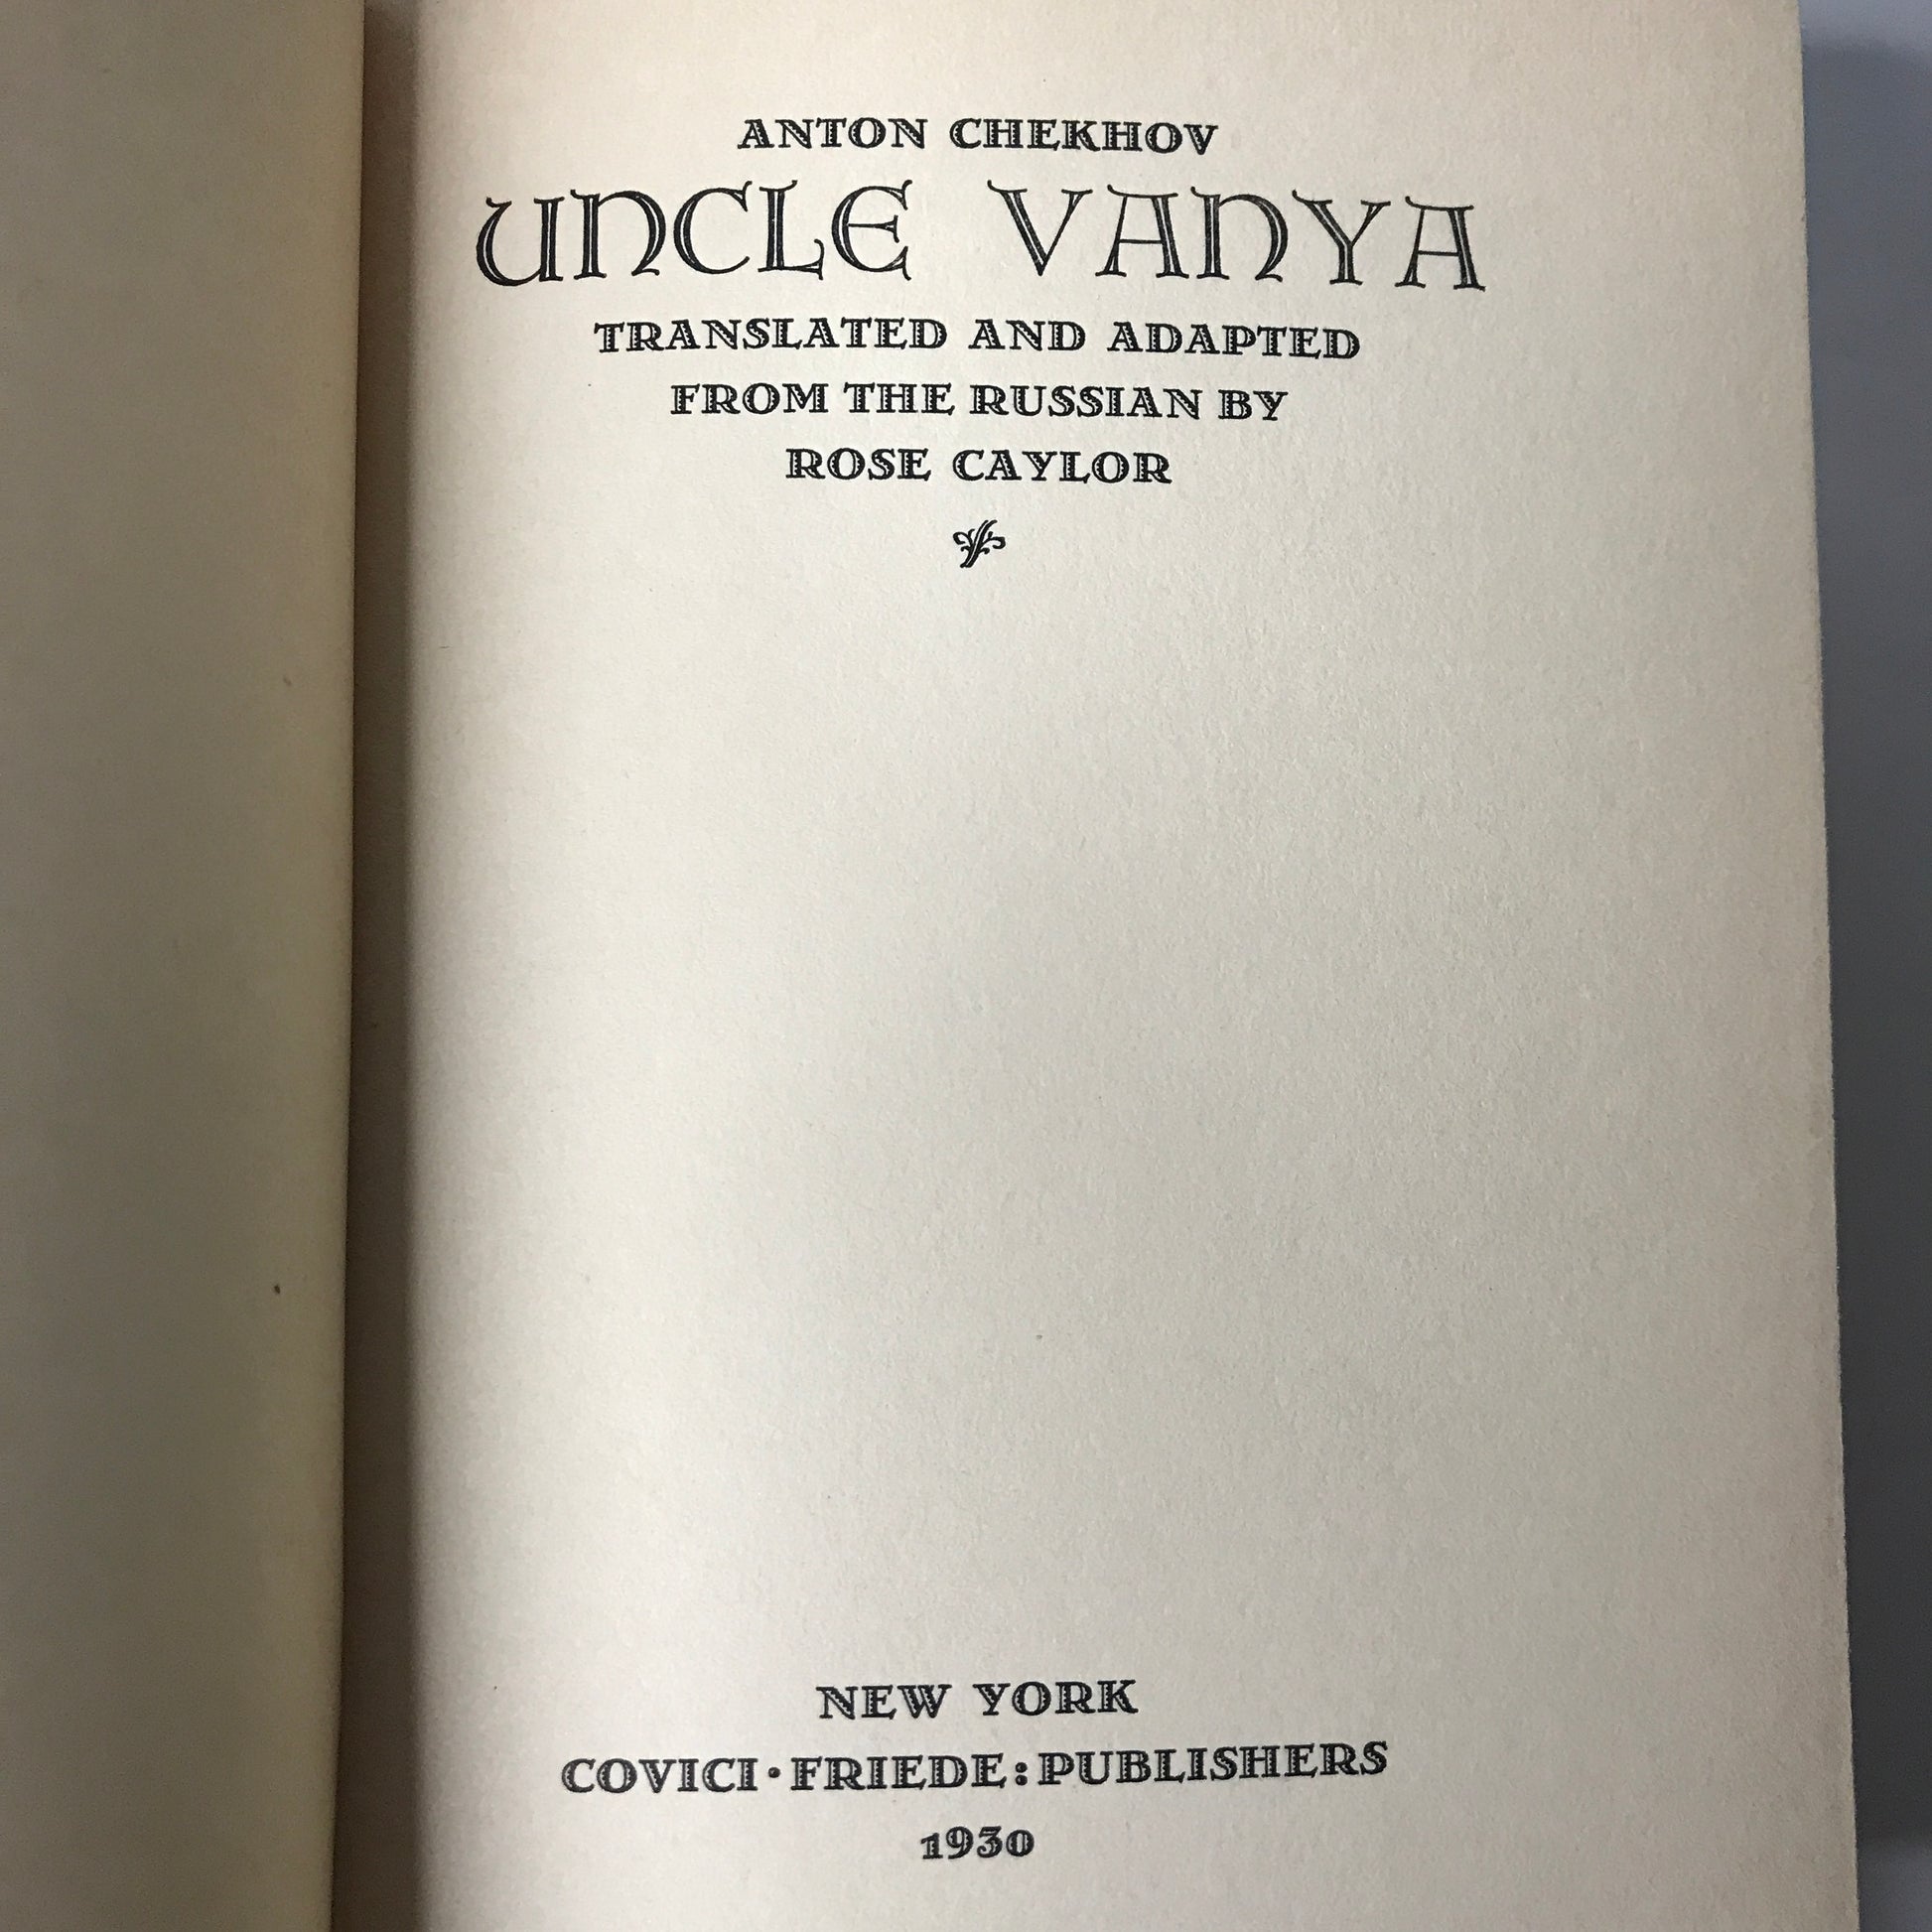 ANTON CHEKHOV
UNCLE VANYA
TRANSLATED AND ADAPTED
FROM THE RUSSIAN BY
ROSE CAYLOR
NEW YORK
COVICI·FRIEDE:PUBLISHERS
1930